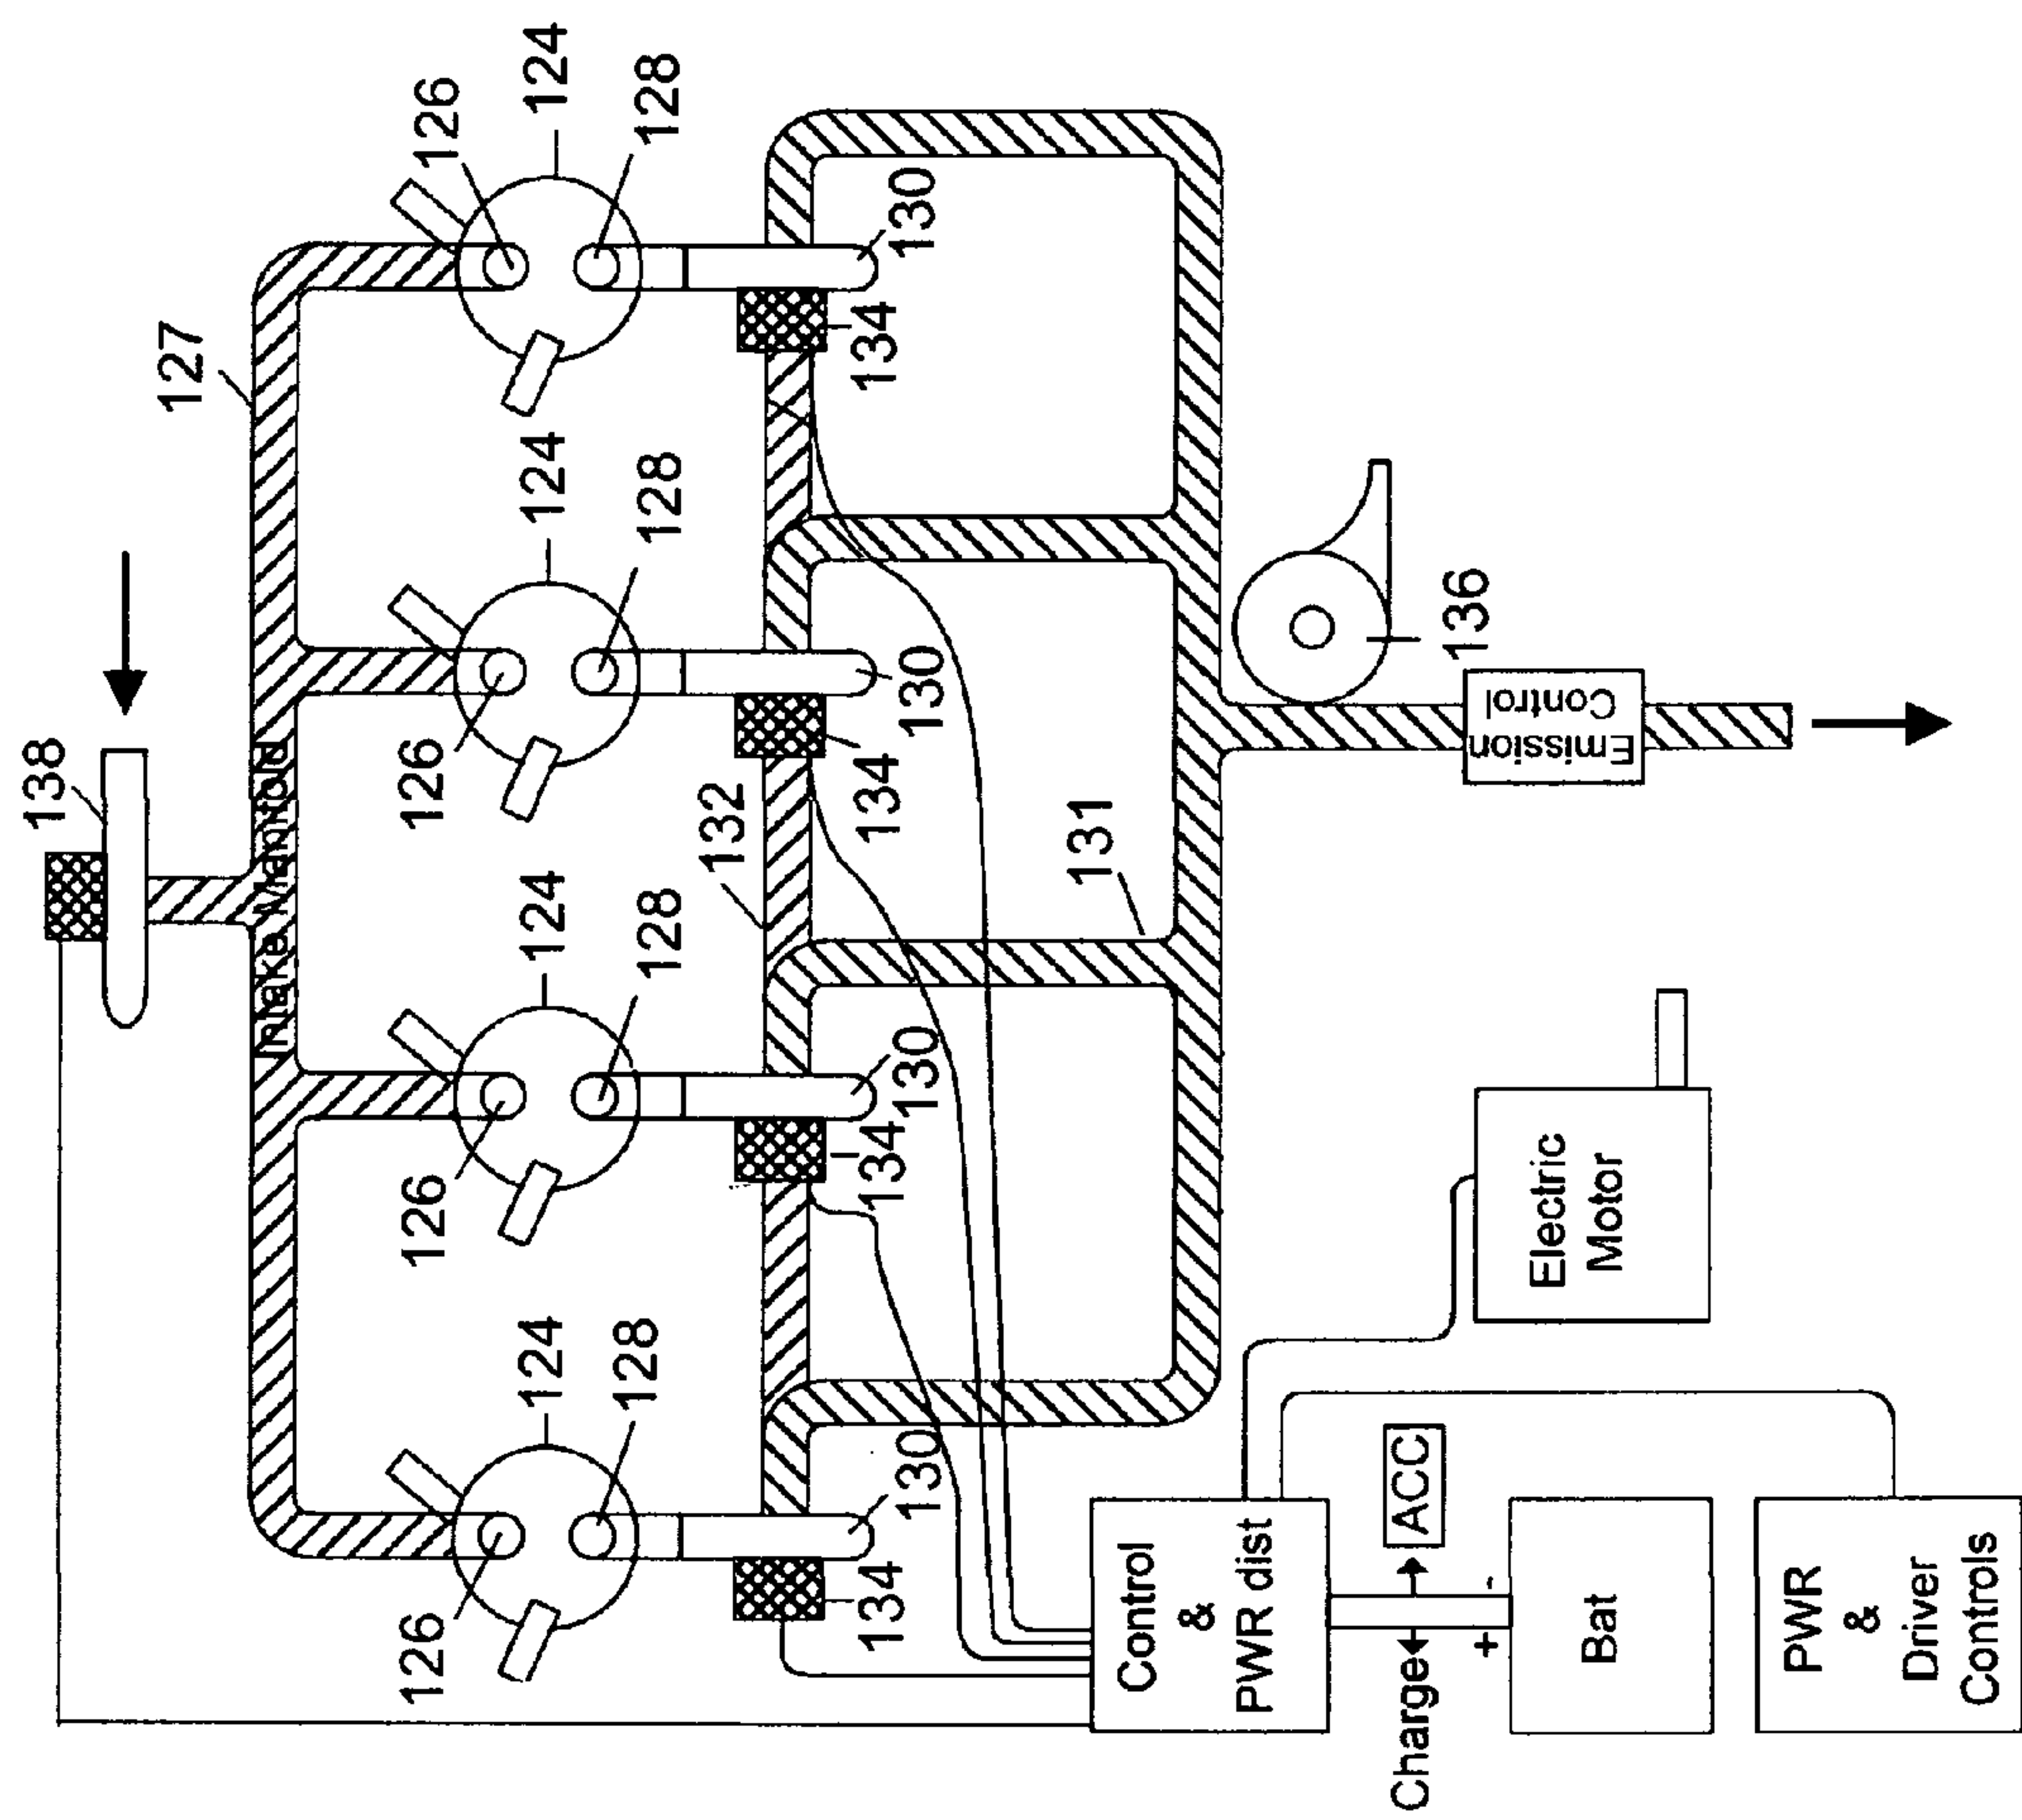 138
127
Intake Manifold
124
126
128
130
134
124
126
128
130
134
132
124
126
128
130
134
124
126
128
130
134
131
136
Emission
Control
Electric
Motor
Control
&
PWR dist
ACC
Charge
+ -
Bat
PWR
&
Driver
Controls